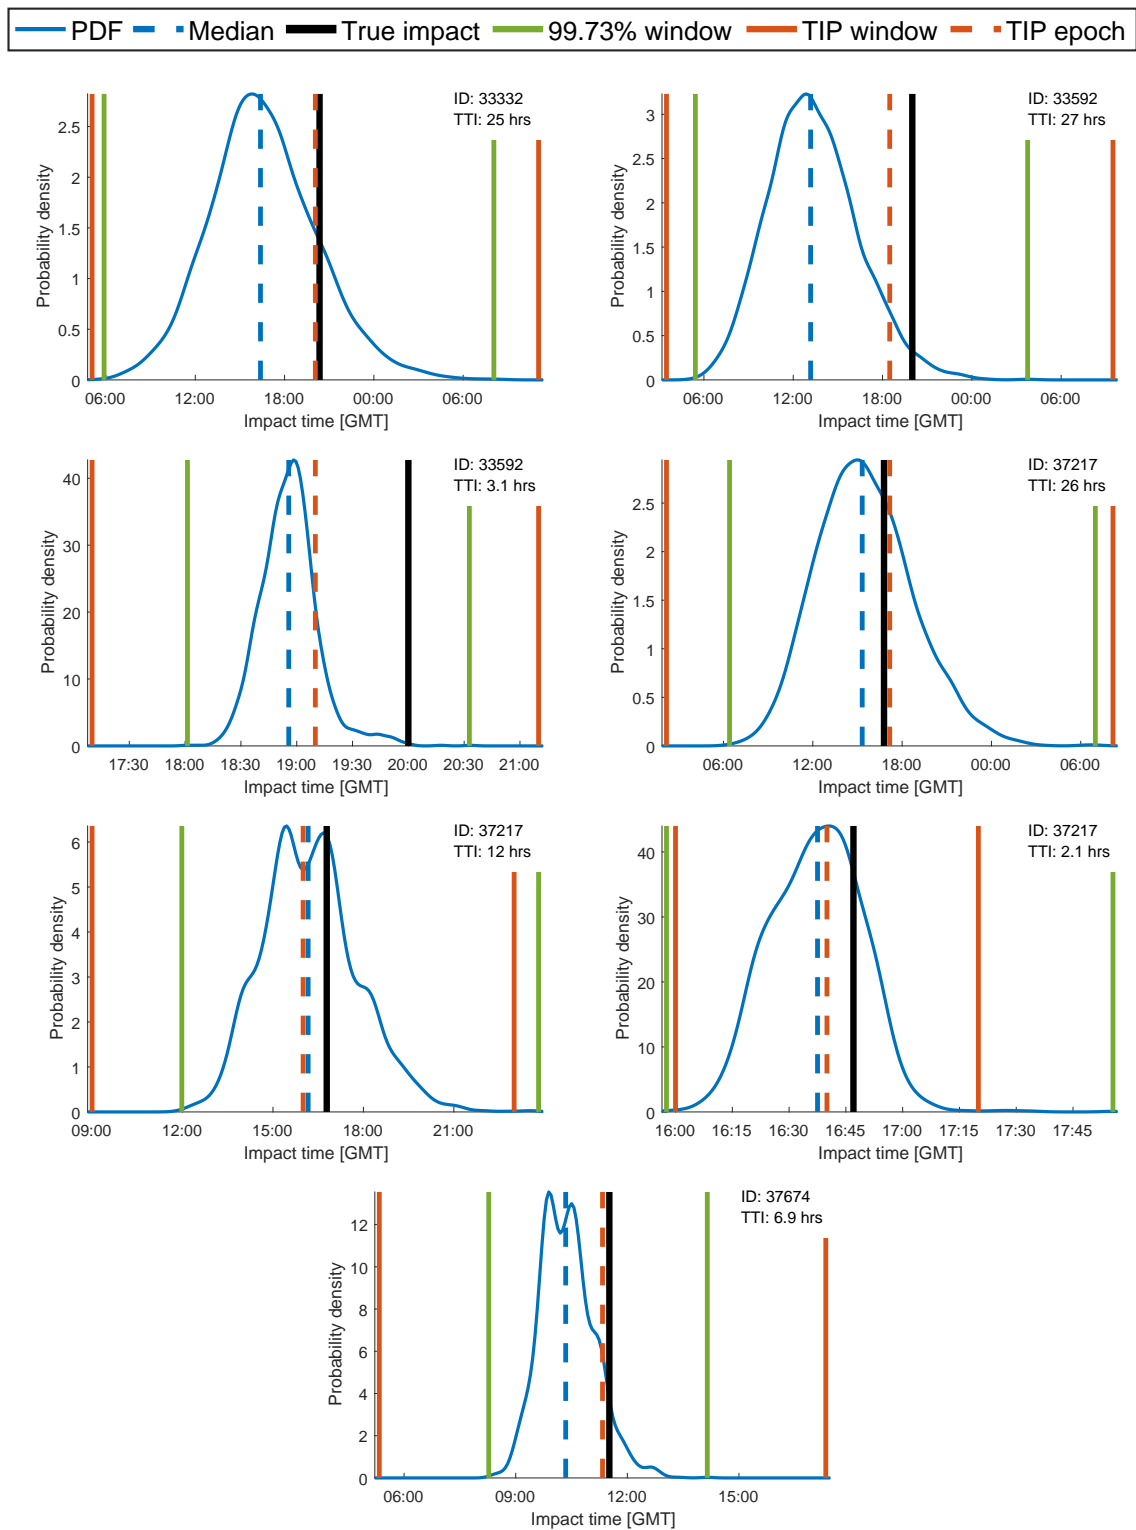 PDF Median True impact 99.73% window TIP window TIP epoch
ID: 33332
TTI: 25 hrs
Probability density
2.5
2
1.5
1
0.5
0
06:00 12:00 18:00 00:00 06:00
Impact time [GMT]
ID: 33592
TTI: 27 hrs
Probability density
3
2.5
2
1.5
1
0.5
0
06:00 12:00 18:00 00:00 06:00
Impact time [GMT]
ID: 33592
TTI: 3.1 hrs
Probability density
40
30
20
10
0
17:30 18:00 18:30 19:00 19:30 20:00 20:30 21:00
Impact time [GMT]
ID: 37217
TTI: 26 hrs
Probability density
2.5
2
1.5
1
0.5
0
06:00 12:00 18:00 00:00 06:00
Impact time [GMT]
ID: 37217
TTI: 12 hrs
Probability density
6
5
4
3
2
1
0
09:00 12:00 15:00 18:00 21:00
Impact time [GMT]
ID: 37217
TTI: 2.1 hrs
Probability density
40
30
20
10
0
16:00 16:15 16:30 16:45 17:00 17:15 17:30 17:45
Impact time [GMT]
ID: 37674
TTI: 6.9 hrs
Probability density
12
10
8
6
4
2
0
06:00 09:00 12:00 15:00
Impact time [GMT]